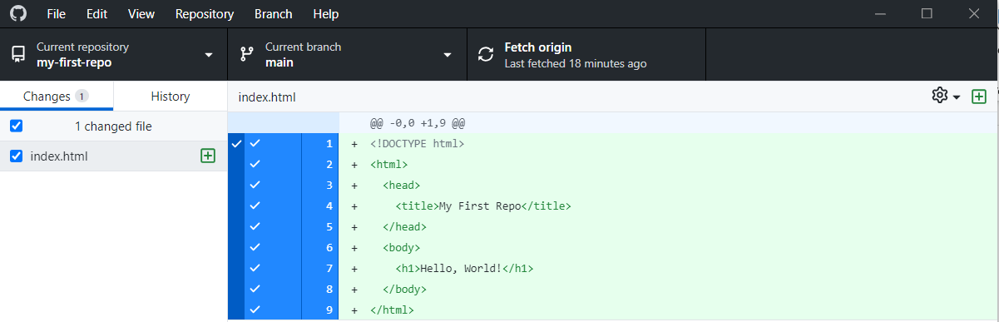 File Edit View Repository Branch Help
Current repository
my-first-repo
Current branch
main
Fetch origin
Last fetched 18 minutes ago
Changes 1 History
1 changed file
index.html
index.html
@@ -0,0 +1,9 @@
1 + <!DOCTYPE html>
2 + <html>
3 + <head>
4 + <title>My First Repo</title>
5 + </head>
6 + <body>
7 + <h1>Hello, World!</h1>
8 + </body>
9 + </html>